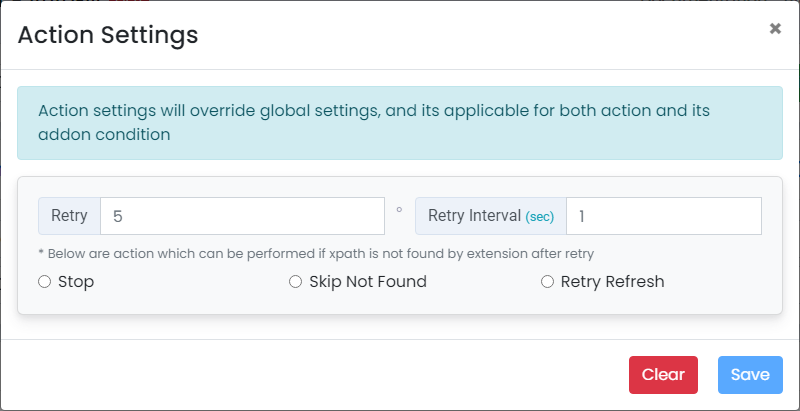 Action Settings
Action settings will override global settings, and its applicable for both action and its
addon condition
Retry 5 ° Retry Interval (sec) 1
* Below are action which can be performed if xpath is not found by extension after retry
Stop Skip Not Found Retry Refresh
Clear Save